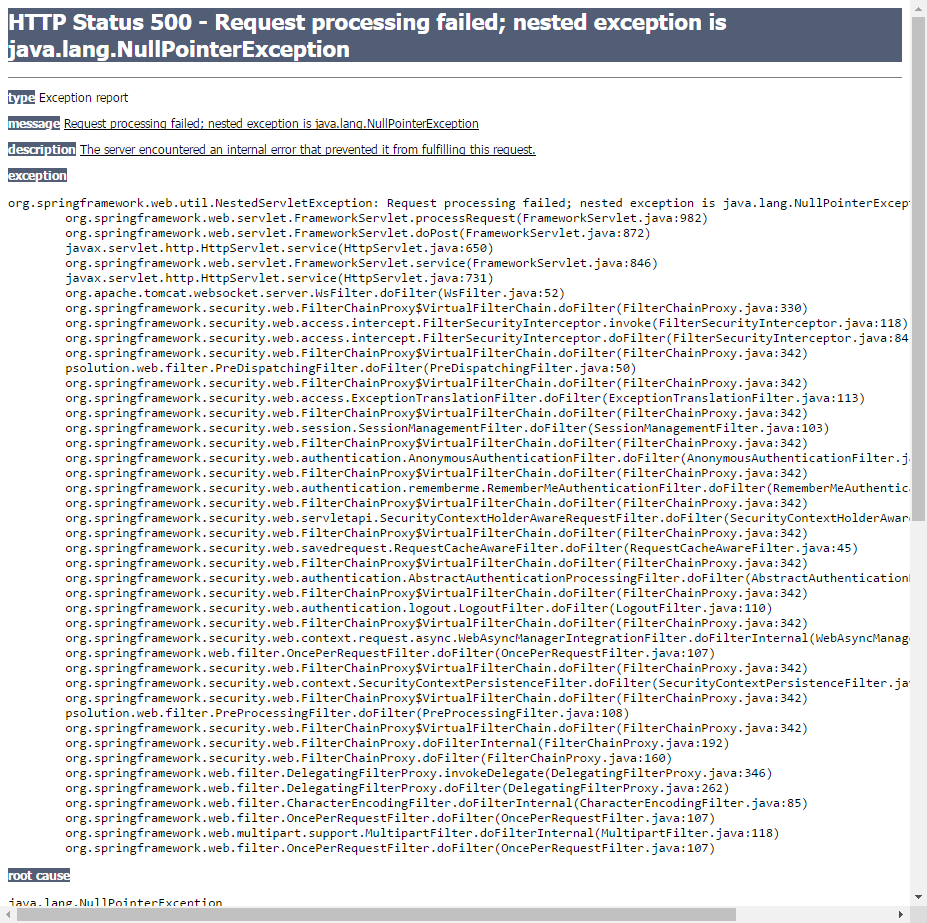 HTTP Status 500 - Request processing failed; nested exception is
java.lang.NullPointerException
type Exception report
message Request processing failed; nested exception is java.lang.NullPointerException
description The server encountered an internal error that prevented it from fulfilling this request.
exception
org.springframework.web.util.NestedServletException: Request processing failed; nested exception is java.lang.NullPointerExcep
org.springframework.web.servlet.FrameworkServlet.processRequest(FrameworkServlet.java:982)
org.springframework.web.servlet.FrameworkServlet.doPost(FrameworkServlet.java:872)
javax.servlet.http.HttpServlet.service(HttpServlet.java:650)
org.springframework.web.servlet.FrameworkServlet.service(FrameworkServlet.java:846)
javax.servlet.http.HttpServlet.service(HttpServlet.java:731)
org.apache.tomcat.websocket.server.WsFilter.doFilter(WsFilter.java:52)
org.springframework.security.web.FilterChainProxy$VirtualFilterChain.doFilter(FilterChainProxy.java:330)
org.springframework.security.web.access.intercept.FilterSecurityInterceptor.invoke(FilterSecurityInterceptor.java:118)
org.springframework.security.web.access.intercept.FilterSecurityInterceptor.doFilter(FilterSecurityInterceptor.java:84
org.springframework.security.web.FilterChainProxy$VirtualFilterChain.doFilter(FilterChainProxy.java:342)
psolution.web.filter.PreDispatchingFilter.doFilter(PreDispatchingFilter.java:50)
org.springframework.security.web.FilterChainProxy$VirtualFilterChain.doFilter(FilterChainProxy.java:342)
org.springframework.security.web.access.ExceptionTranslationFilter.doFilter(ExceptionTranslationFilter.java:113)
org.springframework.security.web.FilterChainProxy$VirtualFilterChain.doFilter(FilterChainProxy.java:342)
org.springframework.security.web.session.SessionManagementFilter.doFilter(SessionManagementFilter.java:103)
org.springframework.security.web.FilterChainProxy$VirtualFilterChain.doFilter(FilterChainProxy.java:342)
org.springframework.security.web.authentication.AnonymousAuthenticationFilter.doFilter(AnonymousAuthenticationFilter.j
org.springframework.security.web.FilterChainProxy$VirtualFilterChain.doFilter(FilterChainProxy.java:342)
org.springframework.security.web.authentication.rememberme.RememberMeAuthenticationFilter.doFilter(RememberMeAuthentic
org.springframework.security.web.FilterChainProxy$VirtualFilterChain.doFilter(FilterChainProxy.java:342)
org.springframework.security.web.servletapi.SecurityContextHolderAwareRequestFilter.doFilter(SecurityContextHolderAwar
org.springframework.security.web.FilterChainProxy$VirtualFilterChain.doFilter(FilterChainProxy.java:342)
org.springframework.security.web.savedrequest.RequestCacheAwareFilter.doFilter(RequestCacheAwareFilter.java:45)
org.springframework.security.web.FilterChainProxy$VirtualFilterChain.doFilter(FilterChainProxy.java:342)
org.springframework.security.web.authentication.AbstractAuthenticationProcessingFilter.doFilter(AbstractAuthentication
org.springframework.security.web.FilterChainProxy$VirtualFilterChain.doFilter(FilterChainProxy.java:342)
org.springframework.security.web.authentication.logout.LogoutFilter.doFilter(LogoutFilter.java:110)
org.springframework.security.web.FilterChainProxy$VirtualFilterChain.doFilter(FilterChainProxy.java:342)
org.springframework.security.web.context.request.async.WebAsyncManagerIntegrationFilter.doFilterInternal(WebAsyncManag
org.springframework.web.filter.OncePerRequestFilter.doFilter(OncePerRequestFilter.java:107)
org.springframework.security.web.FilterChainProxy$VirtualFilterChain.doFilter(FilterChainProxy.java:342)
org.springframework.security.web.context.SecurityContextPersistenceFilter.doFilter(SecurityContextPersistenceFilter.ja
org.springframework.security.web.FilterChainProxy$VirtualFilterChain.doFilter(FilterChainProxy.java:342)
psolution.web.filter.PreProcessingFilter.doFilter(PreProcessingFilter.java:108)
org.springframework.security.web.FilterChainProxy$VirtualFilterChain.doFilter(FilterChainProxy.java:342)
org.springframework.security.web.FilterChainProxy.doFilterInternal(FilterChainProxy.java:192)
org.springframework.security.web.FilterChainProxy.doFilter(FilterChainProxy.java:160)
org.springframework.web.filter.DelegatingFilterProxy.invokeDelegate(DelegatingFilterProxy.java:346)
org.springframework.web.filter.DelegatingFilterProxy.doFilter(DelegatingFilterProxy.java:262)
org.springframework.web.filter.CharacterEncodingFilter.doFilterInternal(CharacterEncodingFilter.java:85)
org.springframework.web.filter.OncePerRequestFilter.doFilter(OncePerRequestFilter.java:107)
org.springframework.web.multipart.support.MultipartFilter.doFilterInternal(MultipartFilter.java:118)
org.springframework.web.filter.OncePerRequestFilter.doFilter(OncePerRequestFilter.java:107)
root cause
java.lang.NullPointerException